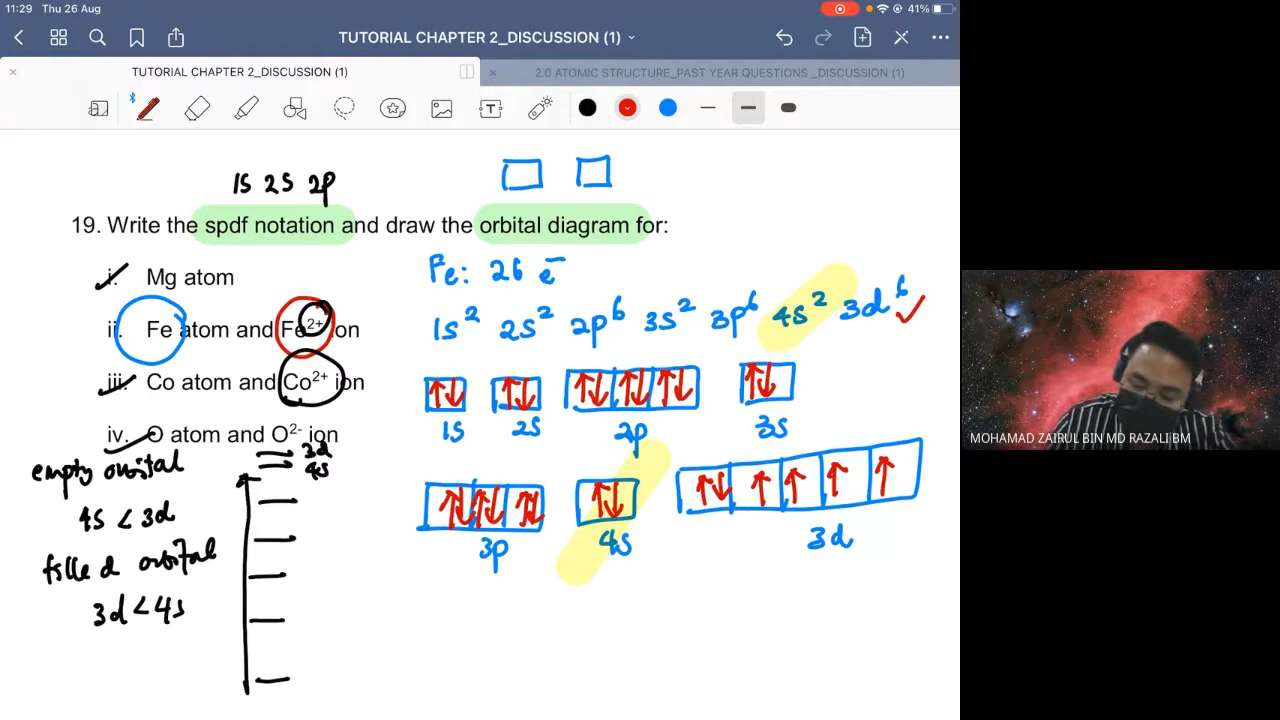 11:29 Thu 26 Aug
41%
TUTORIAL CHAPTER 2_DISCUSSION (1)
TUTORIAL CHAPTER 2_DISCUSSION (1)
2.0 ATOMIC STRUCTURE_PAST YEAR QUESTIONS _DISCUSSION (1)
T
1s 2s 2p
19. Write the spdf notation and draw the orbital diagram for:
i. Mg atom
ii. Fe atom and Fe²⁺ ion
iii. Co atom and Co²⁺ ion
iv. O atom and O²⁻ ion
Fe: 26 e⁻
1s² 2s² 2p⁶ 3s² 3p⁶ 4s² 3d⁶
1s 2s 2p 3s
3p 4s 3d
empty orbital
4s < 3d
filled orbital
3d < 4s
3d
4s
MOHAMAD ZAIRUL BIN MD RAZALI BM